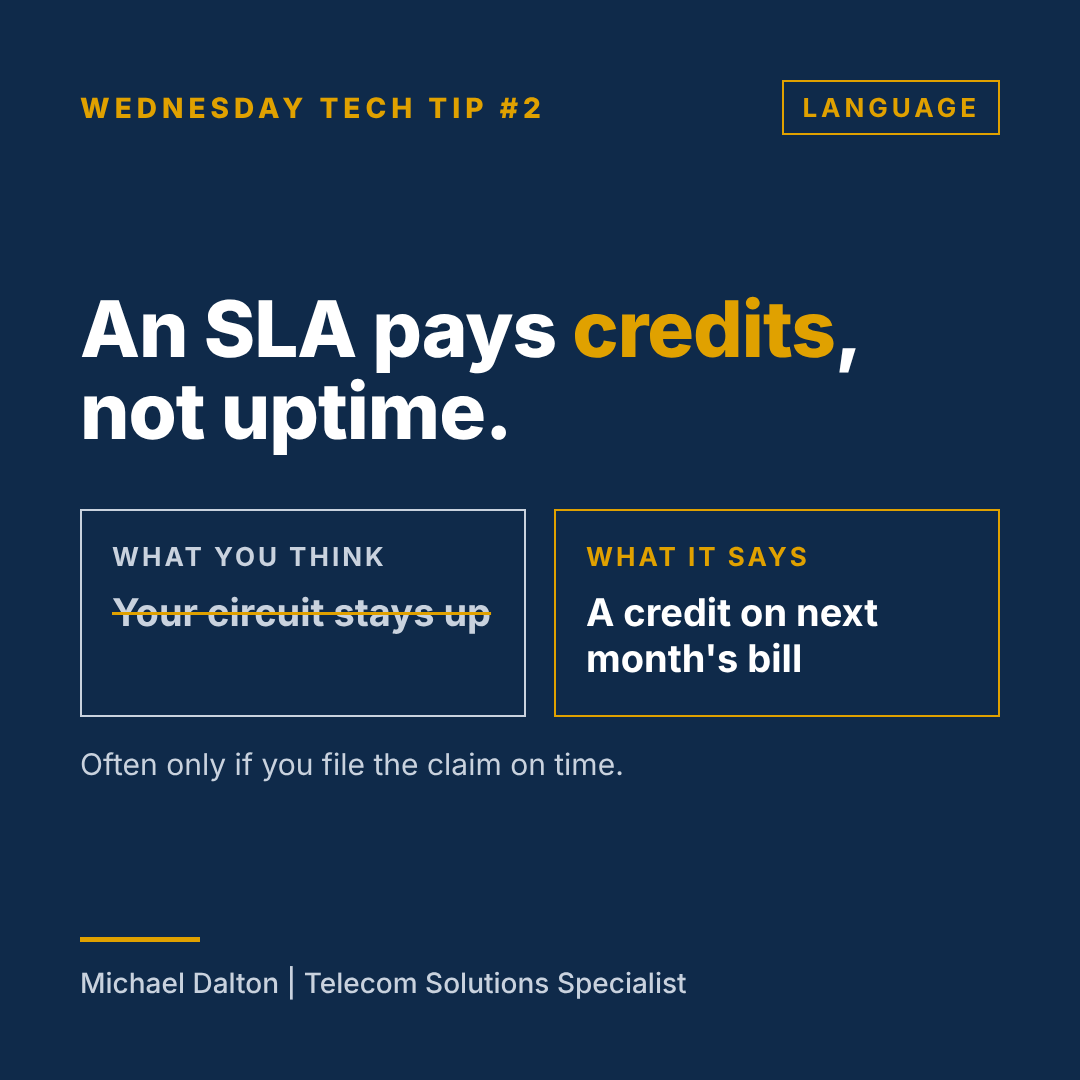 WEDNESDAY TECH TIP #2
LANGUAGE
An SLA pays credits,
not uptime.
WHAT YOU THINK
Your circuit stays up
WHAT IT SAYS
A credit on next
month's bill
Often only if you file the claim on time.
Michael Dalton | Telecom Solutions Specialist